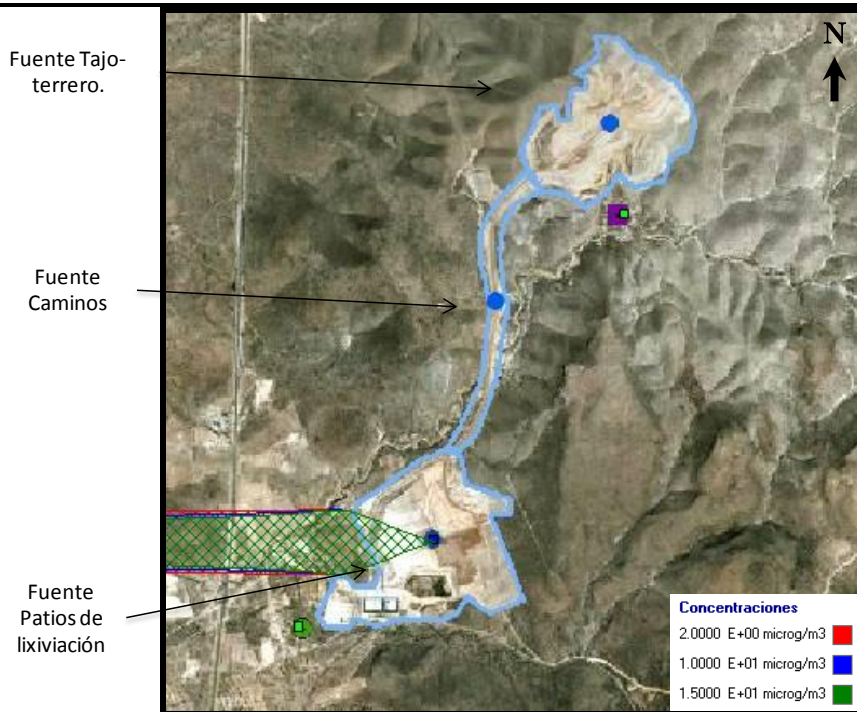 Fuente Tajo-
terrero.
N
Fuente
Caminos
Fuente
Patios de
lixiviación
Concentraciones
2.0000 E+00 microg/m3
1.0000 E+01 microg/m3
1.5000 E+01 microg/m3